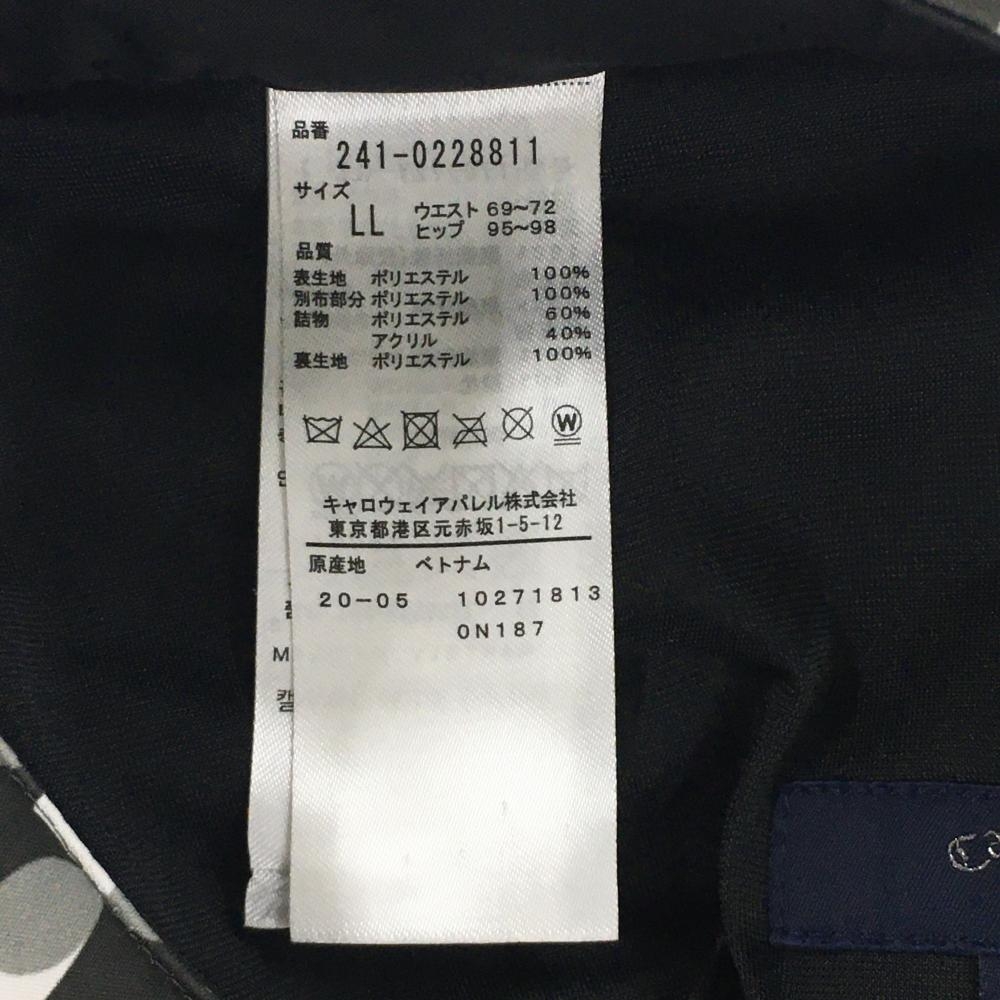 品番
241-0228811
サイズ
LL ウエスト 69~72
ヒップ 95~98
品質
表生地 ポリエステル 100%
別布部分 ポリエステル 100%
詰物 ポリエステル 60%
アクリル 40%
裏生地 ポリエステル 100%
W
キャロウェイアパレル株式会社
東京都港区元赤坂1-5-12
原産地 ベトナム
20-05 10271813
0N187
M
캘